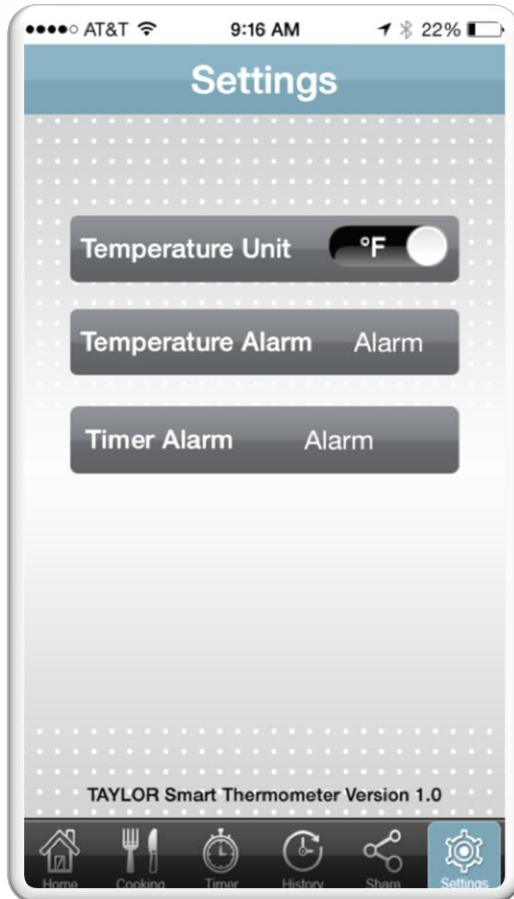 AT&T 9:16 AM 22%
Settings
Temperature Unit °F
Temperature Alarm Alarm
Timer Alarm Alarm
TAYLOR Smart Thermometer Version 1.0
Home Cooking Timer History Share Settings